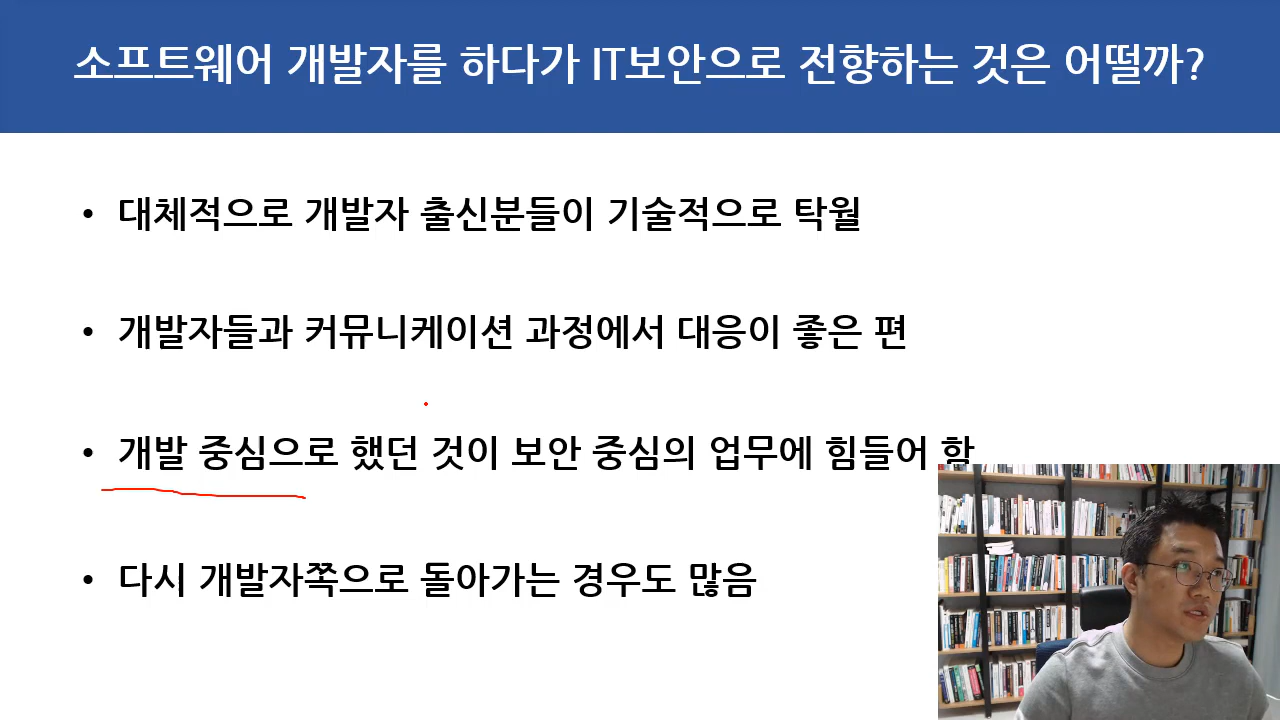 소프트웨어 개발자를 하다가 IT보안으로 전향하는 것은 어떨까?
• 대체적으로 개발자 출신분들이 기술적으로 탁월
• 개발자들과 커뮤니케이션 과정에서 대응이 좋은 편
• 개발 중심으로 했던 것이 보안 중심의 업무에 힘들어 함
• 다시 개발자쪽으로 돌아가는 경우도 많음